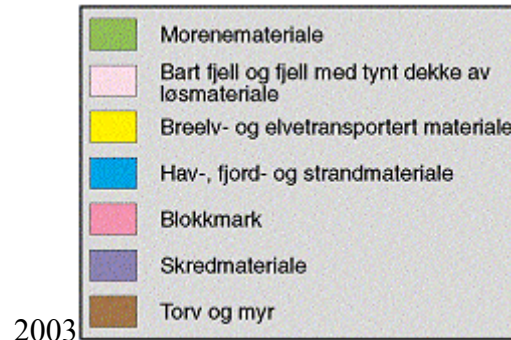 Morenemateriale
Bart fjell og fjell med tynt dekke av
løsmateriale
Breelv- og elvetransportert materiale
Hav-, fjord- og strandmateriale
Blokkmark
Skredmateriale
Torv og myr
2003